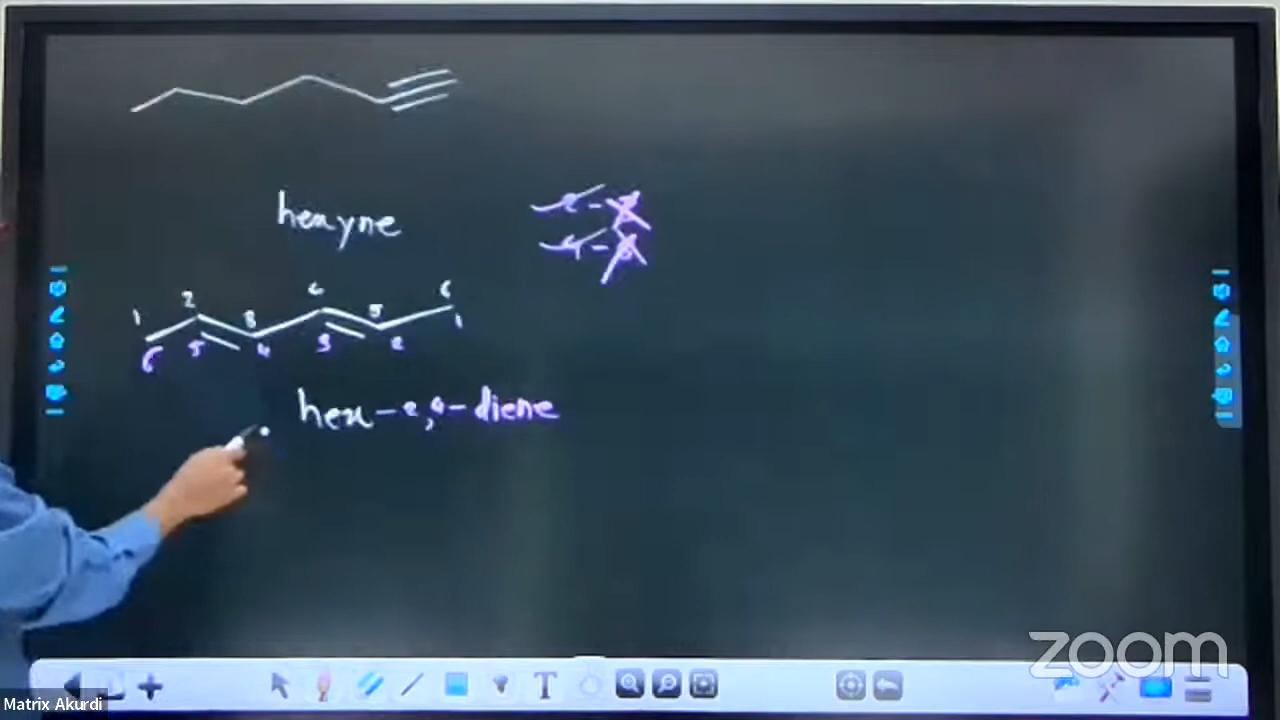 hexyne
1 2 3 4 5 6
6 5 4 3 2 1
hex-2,4-diene
zoom
T
Matrix Akurdi